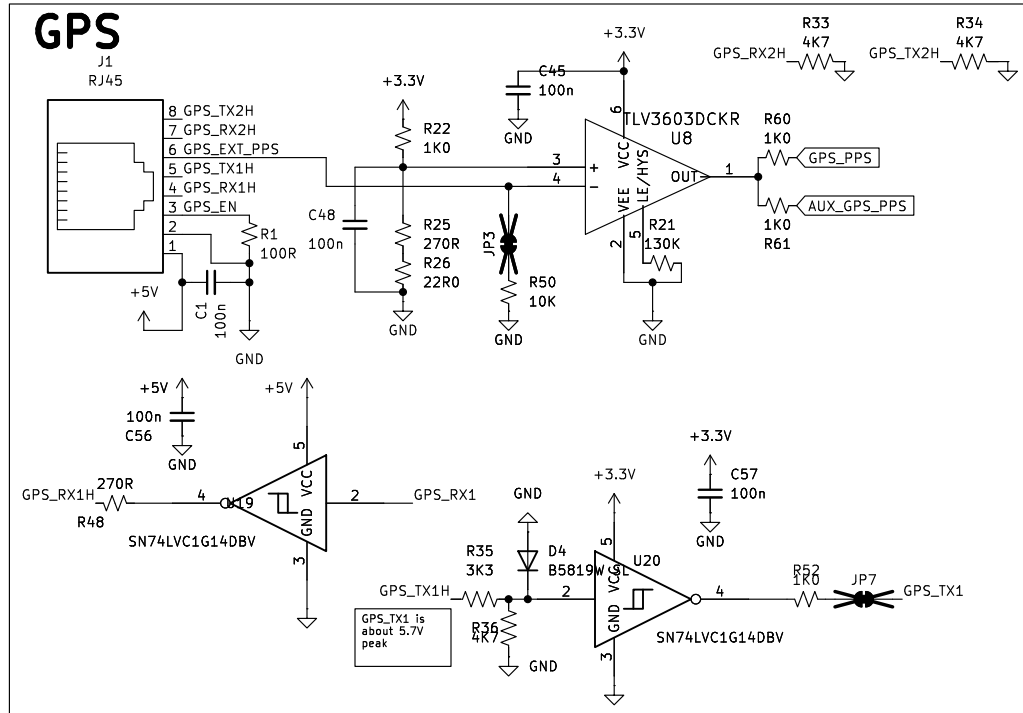 GPS
J1
RJ45
8 GPS_TX2H
7 GPS_RX2H
6 GPS_EXT_PPS
5 GPS_TX1H
4 GPS_RX1H
3 GPS_EN
2
1
R1
100R
+5V
C1
100n
GND
+3.3V
R22
1K0
C48
100n
R25
270R
R26
22R0
GND
JP3
R50
10K
GND
+3.3V
C45
100n
GND
TLV3603DCKR
U8
3
4
+
-
6
VCC
VEE
LE/HYS
OUT
1
2
5
R21
130K
GND
R60
1K0
GPS_PPS
AUX_GPS_PPS
1K0
R61
GPS_RX2H
R33
4K7
GPS_TX2H
R34
4K7
+5V
100n
C56
GND
+5V
5
VCC
GND
3
GPS_RX1H
270R
R48
4
U19
2
GPS_RX1
SN74LVC1G14DBV
GND
D4
B5819W SL
R35
3K3
GPS_TX1H
R36
4K7
GND
GPS_TX1 is
about 5.7V
peak
2
+3.3V
5
VCC
GND
3
U20
4
SN74LVC1G14DBV
+3.3V
C57
100n
GND
R52
1K0
JP7
GPS_TX1